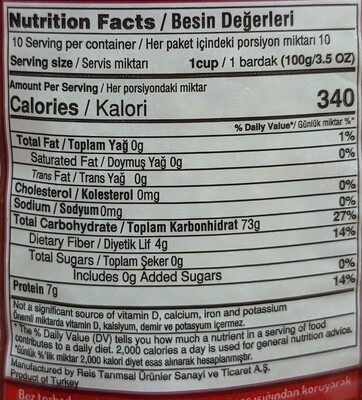 Nutrition Facts / Besin Değerleri
10 Serving per container / Her paket içindeki porsiyon miktarı 10
Serving size / Servis miktarı 1cup / 1 bardak (100g/3.5 OZ)
Amount Per Serving / Her porsiyondaki miktar
Calories / Kalori 340
% Daily Value*/ Günlük miktar %*
Total Fat / Toplam Yağ 0g 1%
Saturated Fat / Doymuş Yağ 0g 0%
Trans Fat / Trans Yağ 0g
Cholesterol / Kolesterol 0mg 0%
Sodium / Sodyum 0mg 0%
Total Carbohydrate / Toplam Karbonhidrat 73g 27%
Dietary Fiber / Diyetik Lif 4g 14%
Total Sugars / Toplam Şeker 0g
Includes 0g Added Sugars 0%
Protein 7g 14%
Not a significant source of vitamin D, calcium, iron and potassium
Önemli miktarda vitamin D, kalsiyum, demir ve potasyum içermez.
* The % Daily Value (DV) tells you how much a nutrient in a serving of food
contributes to a daily diet. 2,000 calories a day is used for general nutrition advice.
*Günlük %'lik miktar 2,000 kalori diyet esas alınarak hesaplanmıştır.
Manufactured by Reis Tarımsal Ürünler Sanayi ve Ticaret A.Ş.
Product of Turkey
Bez torbada ışığından koruyarak